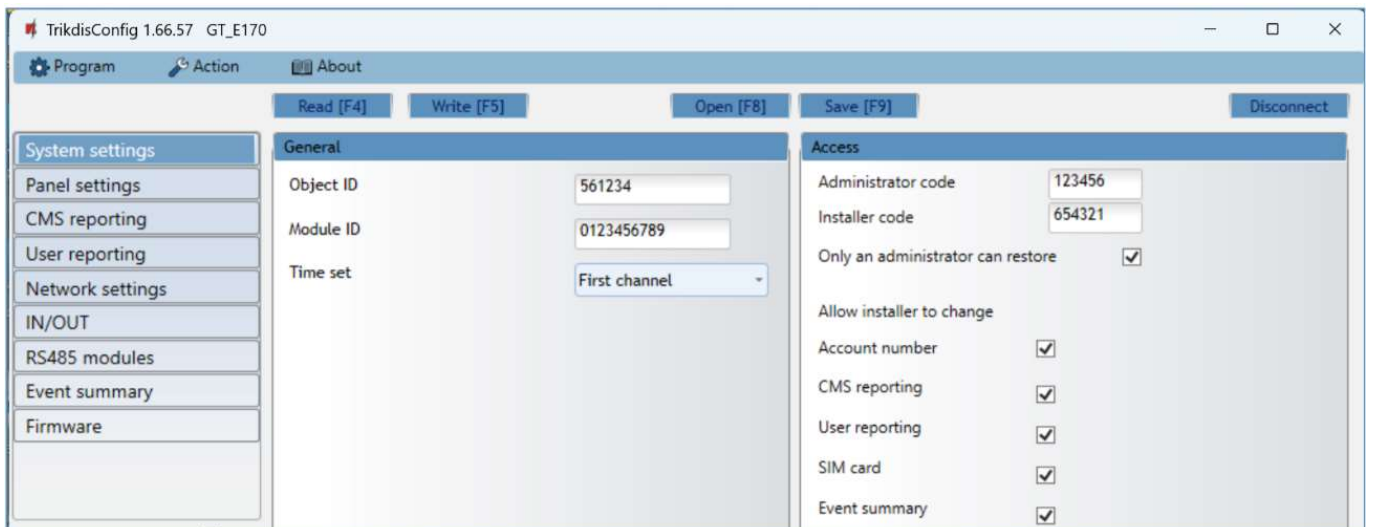 TrikdisConfig 1.66.57 GT_E170
Program Action About
Read [F4] Write [F5] Open [F8] Save [F9] Disconnect
System settings
Panel settings
CMS reporting
User reporting
Network settings
IN/OUT
RS485 modules
Event summary
Firmware
General
Object ID 561234
Module ID 0123456789
Time set First channel
Access
Administrator code 123456
Installer code 654321
Only an administrator can restore
Allow installer to change
Account number
CMS reporting
User reporting
SIM card
Event summary